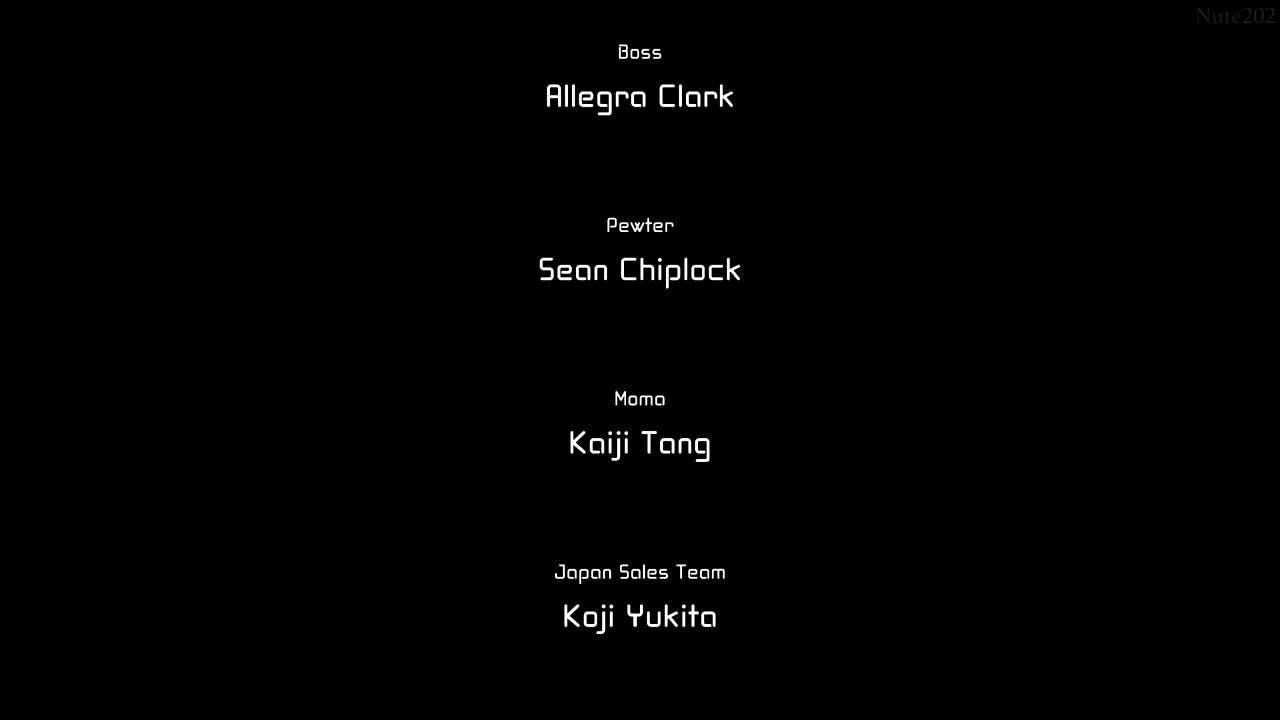 Nute202
Boss
Allegra Clark
Pewter
Sean Chiplock
Moma
Kaiji Tang
Japan Sales Team
Koji Yukita